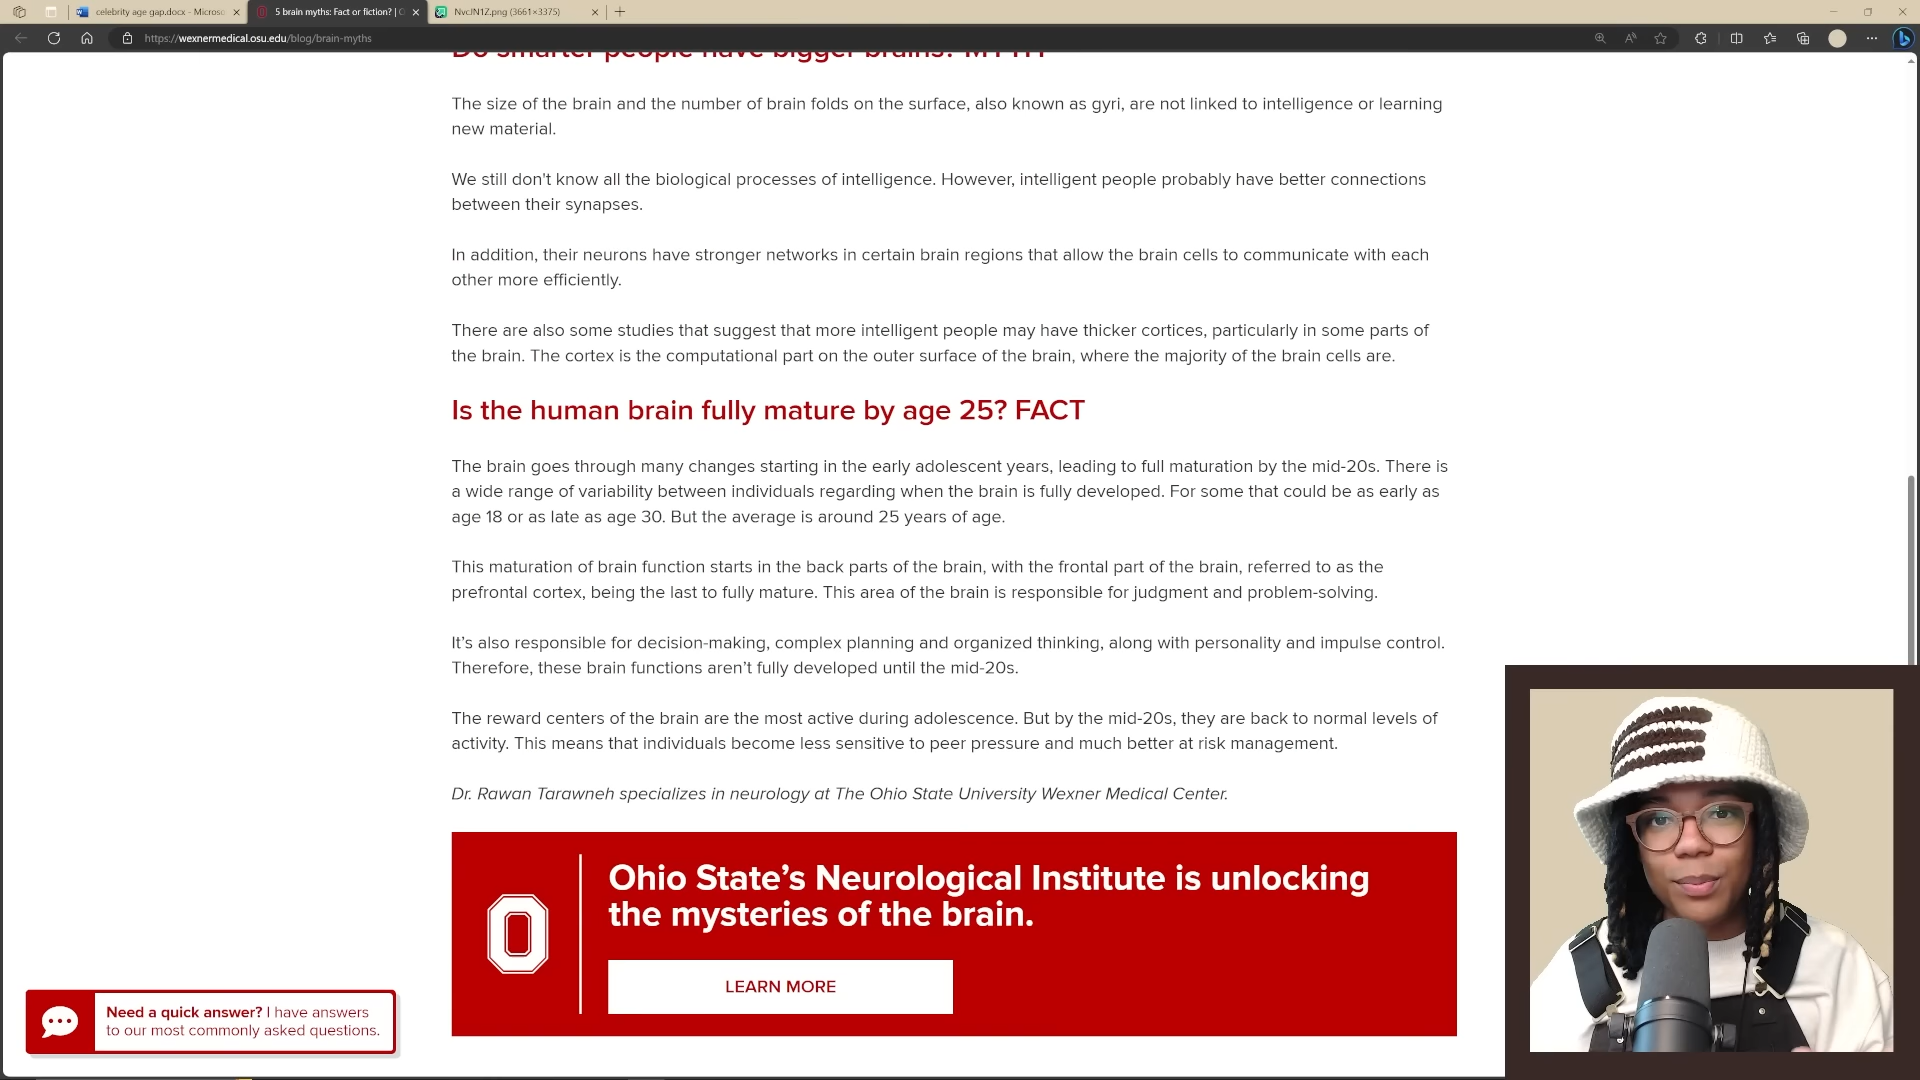 celebrity age gap.docx - Microso
5 brain myths: Fact or fiction? | O
NvcJN1Z.png (3661×3375)
https://wexnermedical.osu.edu/blog/brain-myths
Do smarter people have bigger brains? MYTH
The size of the brain and the number of brain folds on the surface, also known as gyri, are not linked to intelligence or learning
new material.
We still don't know all the biological processes of intelligence. However, intelligent people probably have better connections
between their synapses.
In addition, their neurons have stronger networks in certain brain regions that allow the brain cells to communicate with each
other more efficiently.
There are also some studies that suggest that more intelligent people may have thicker cortices, particularly in some parts of
the brain. The cortex is the computational part on the outer surface of the brain, where the majority of the brain cells are.
Is the human brain fully mature by age 25? FACT
The brain goes through many changes starting in the early adolescent years, leading to full maturation by the mid-20s. There is
a wide range of variability between individuals regarding when the brain is fully developed. For some that could be as early as
age 18 or as late as age 30. But the average is around 25 years of age.
This maturation of brain function starts in the back parts of the brain, with the frontal part of the brain, referred to as the
prefrontal cortex, being the last to fully mature. This area of the brain is responsible for judgment and problem-solving.
It’s also responsible for decision-making, complex planning and organized thinking, along with personality and impulse control.
Therefore, these brain functions aren’t fully developed until the mid-20s.
The reward centers of the brain are the most active during adolescence. But by the mid-20s, they are back to normal levels of
activity. This means that individuals become less sensitive to peer pressure and much better at risk management.
Dr. Rawan Tarawneh specializes in neurology at The Ohio State University Wexner Medical Center.
Ohio State’s Neurological Institute is unlocking
the mysteries of the brain.
LEARN MORE
Need a quick answer? I have answers
to our most commonly asked questions.